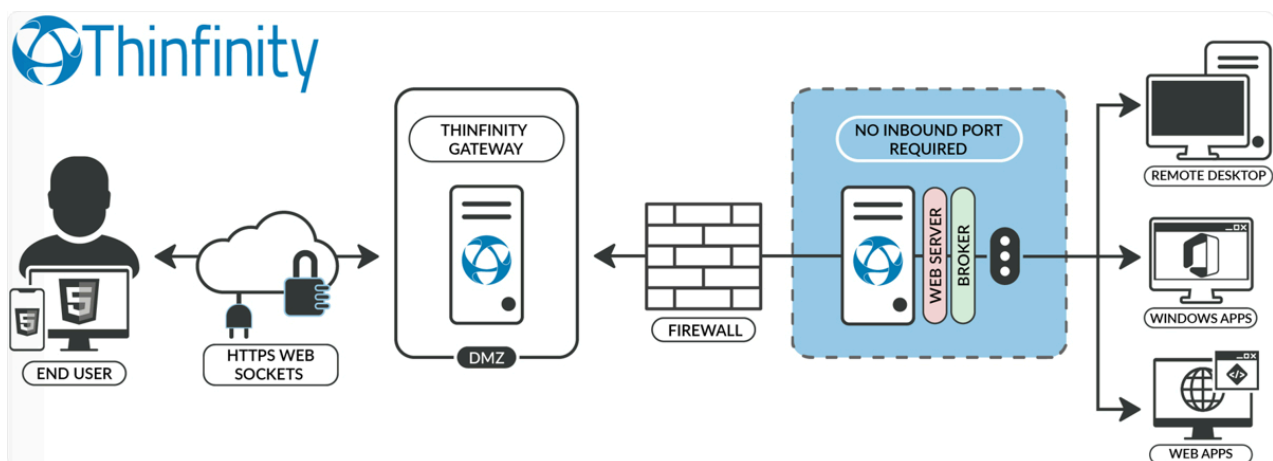 Thinfinity
THINFINITY
GATEWAY
NO INBOUND PORT
REQUIRED
REMOTE DESKTOP
WEB SERVER
BROKER
WINDOWS APPS
FIREWALL
HTTPS WEB
SOCKETS
DMZ
END USER
WEB APPS